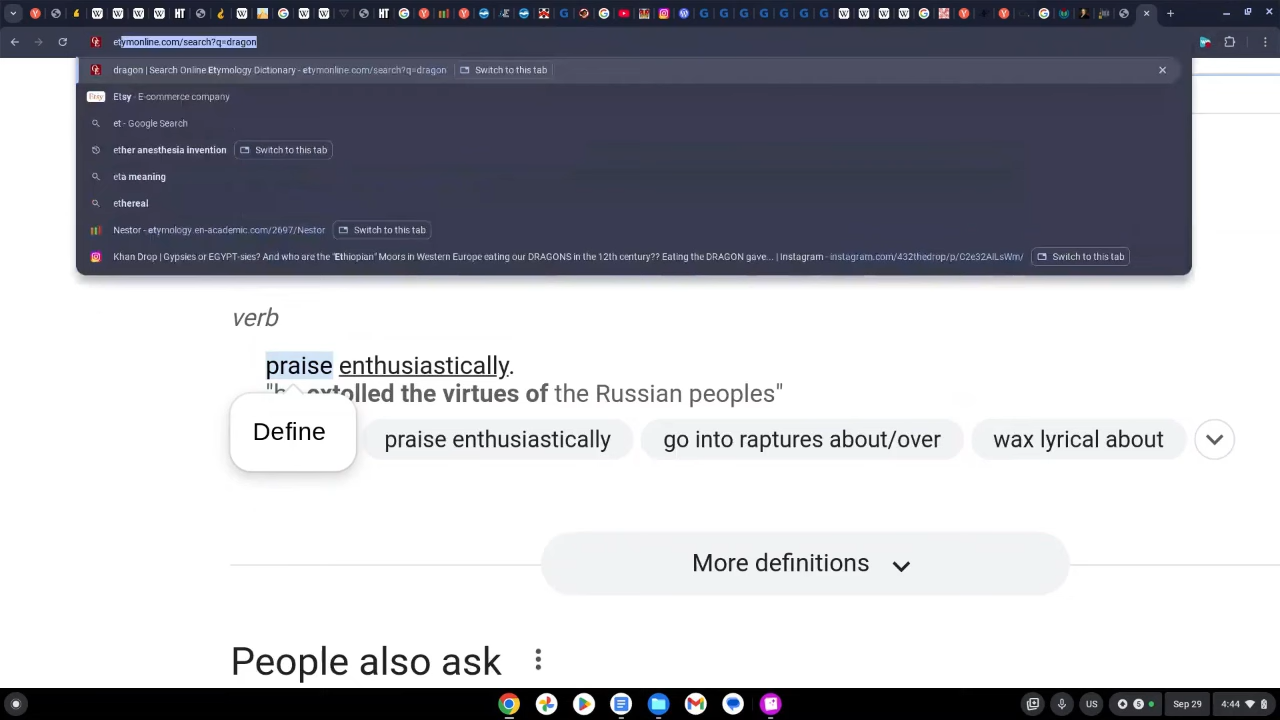 etymonline.com/search?q=dragon
dragon | Search Online Etymology Dictionary - etymonline.com/search?q=dragon Switch to this tab
Etsy
Etsy - E-commerce company
et - Google Search
ether anesthesia invention Switch to this tab
eta meaning
ethereal
Nestor - etymology.en-academic.com/2697/Nestor Switch to this tab
Khan Drop | Gypsies or EGYPT-sies? And who are the "Ethiopian" Moors in Western Europe eating our DRAGONS in the 12th century?? Eating the DRAGON gave... | Instagram - instagram.com/432thedrop/p/C2e32AlLsWm/ Switch to this tab
verb
praise enthusiastically.
extolled the virtues of the Russian peoples"
Define
praise enthusiastically
go into raptures about/over
wax lyrical about
More definitions
People also ask
US
5
Sep 29
4:44